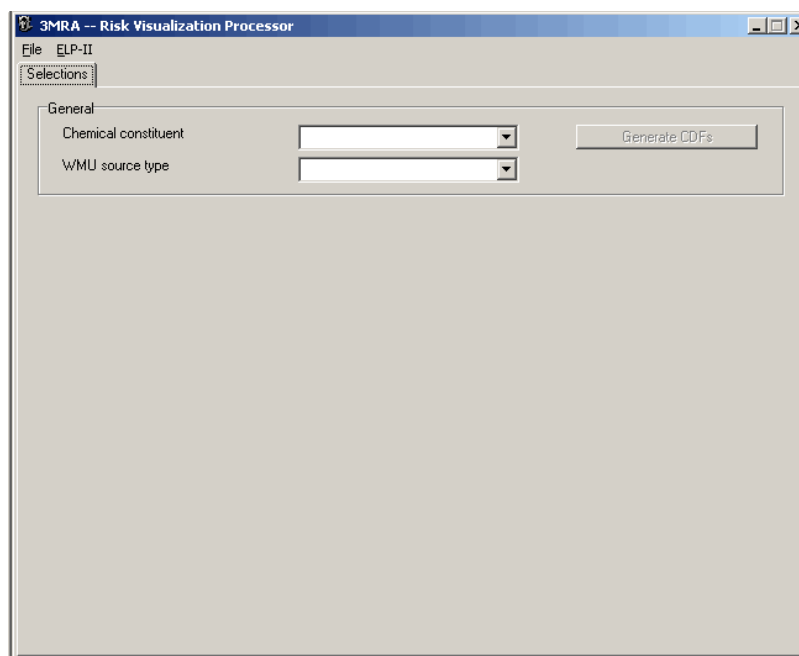 3MRA -- Risk Visualization Processor
File ELP-II
Selections
General
Chemical constituent
Generate CDFs
WMU source type